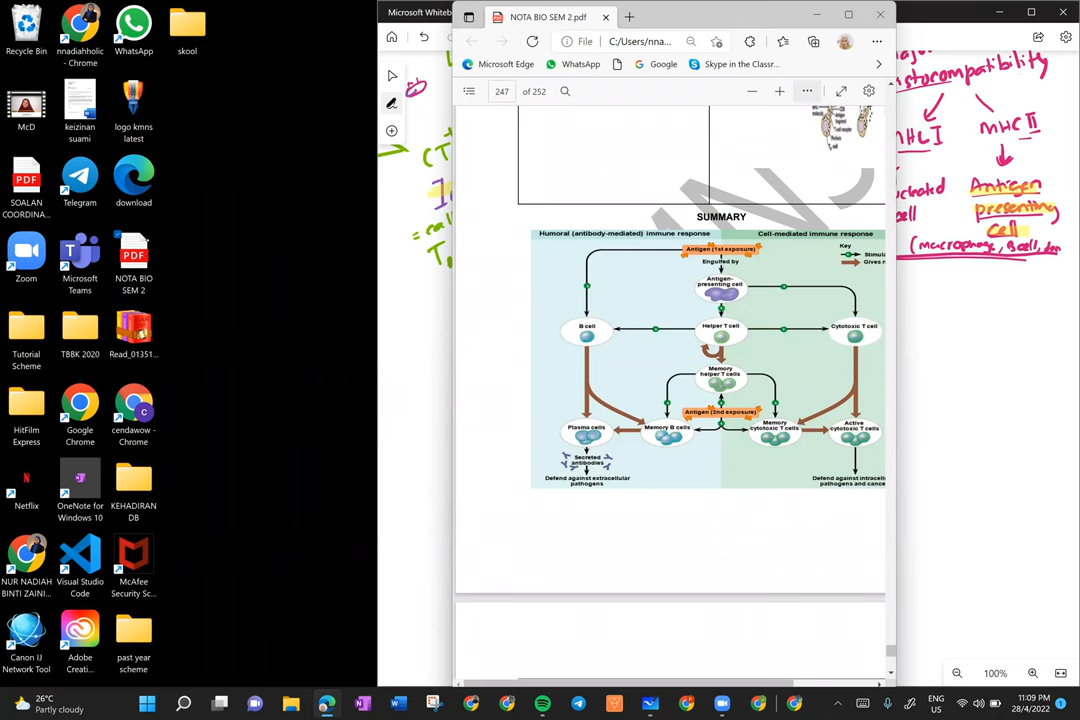 Recycle Bin
nnadiahholic - Chrome
WhatsApp
skool
McD
keizinan suami
logo kmns latest
SOALAN COORDINA...
Telegram
download
Zoom
Microsoft Teams
NOTA BIO SEM 2
Tutorial Scheme
TBBK 2020
Read_01351...
HitFilm Express
Google Chrome
cendawow - Chrome
Netflix
OneNote for Windows 10
KEHADIRAN DB
NUR NADIAH BINTI ZAINI...
Visual Studio Code
McAfee Security Sc...
Canon IJ Network Tool
Adobe Creati...
past year scheme
Microsoft Whiteb
NOTA BIO SEM 2.pdf
File
C:/Users/nna...
Microsoft Edge
WhatsApp
Google
Skype in the Classr...
247 of 252
SUMMARY
Humoral (antibody-mediated) immune response
Cell-mediated immune response
Antigen (1st exposure)
Key
Engulfed by
Stimula
Gives r
Antigen-
presenting cell
B cell
Helper T cell
Cytotoxic T cell
Memory
helper T cells
Antigen (2nd exposure)
Plasma cells
Memory B cells
Memory
cytotoxic T cells
Active
cytotoxic T cells
Secreted
antibodies
Defend against extracellular
pathogens
Defend against intracell
pathogens and cance
MHC II
Antigen
presenting
cell
(macrophage, B cell, den
100%
26°C
Partly cloudy
ENG
US
11:09 PM
28/4/2022